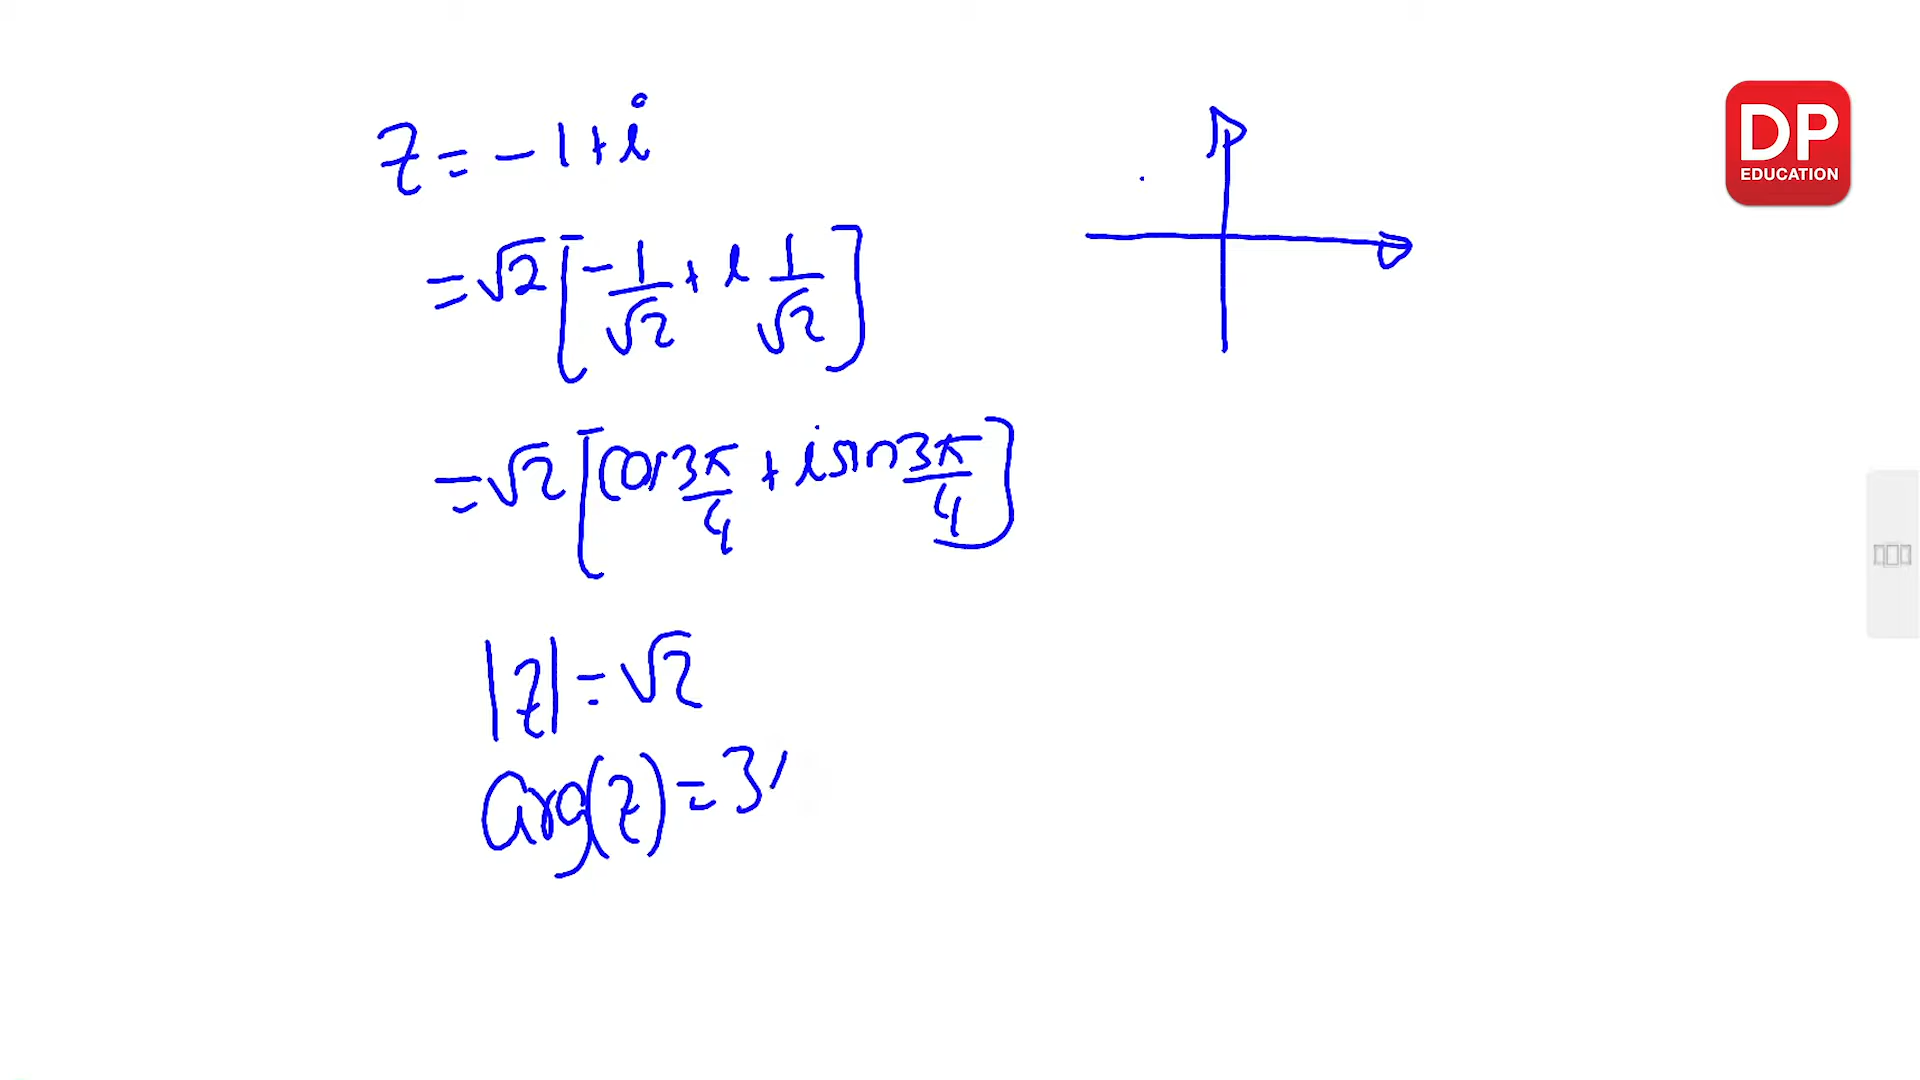 z = -1 + i
= √2 [ -1/√2 + i 1/√2 ]
= √2 [ cos 3π/4 + i sin 3π/4 ]
|z| = √2
arg(z) = 3
DP
EDUCATION